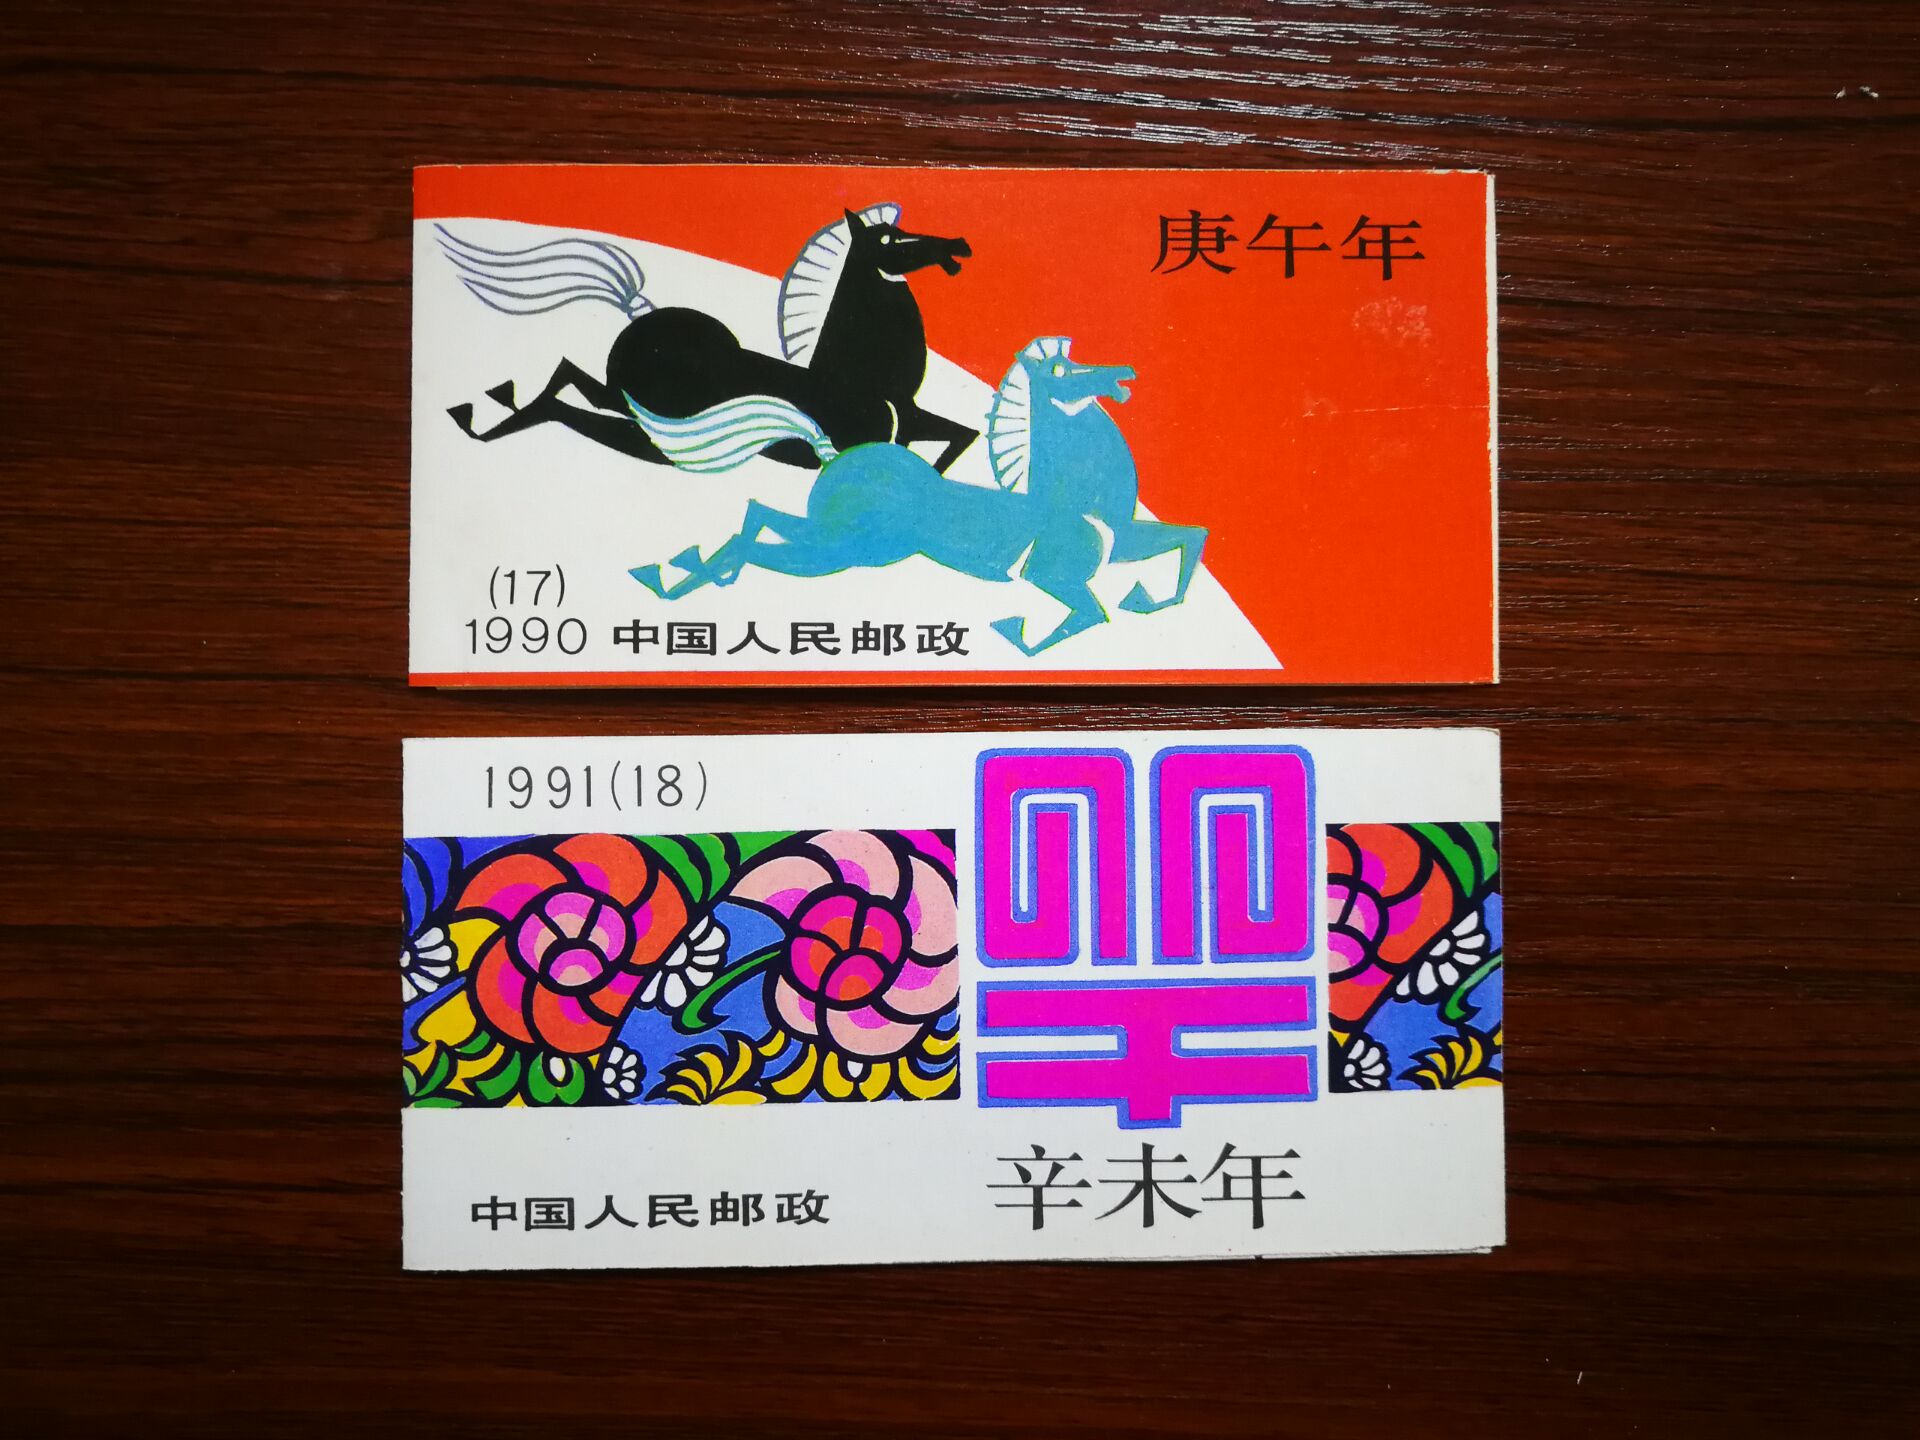 庚午年
(17)
1990 中国人民邮政
1991(18)
辛未年
中国人民邮政